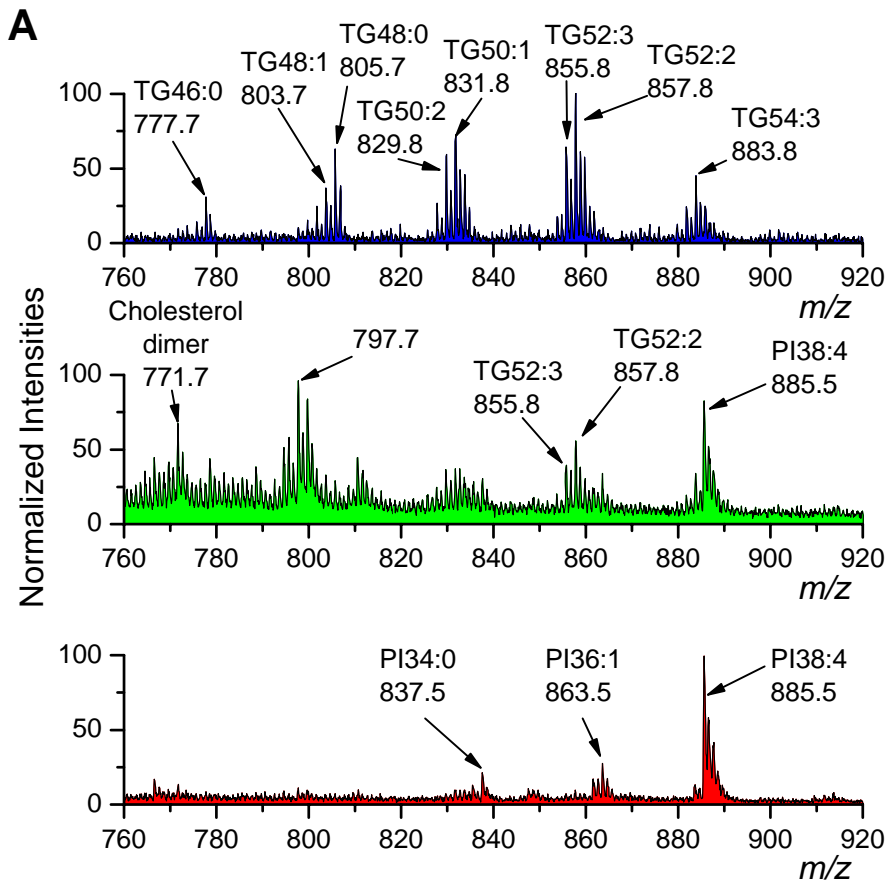 A
TG46:0
777.7
TG48:1
803.7
TG48:0
805.7
TG50:2
829.8
TG50:1
831.8
TG52:3
855.8
TG52:2
857.8
TG54:3
883.8
100
50
0
760 780 800 820 840 860 880 900 920
m/z
Normalized Intensities
Cholesterol
dimer
771.7
797.7
TG52:3
855.8
TG52:2
857.8
PI38:4
885.5
100
50
0
760 780 800 820 840 860 880 900 920
m/z
PI34:0
837.5
PI36:1
863.5
PI38:4
885.5
100
50
0
760 780 800 820 840 860 880 900 920
m/z